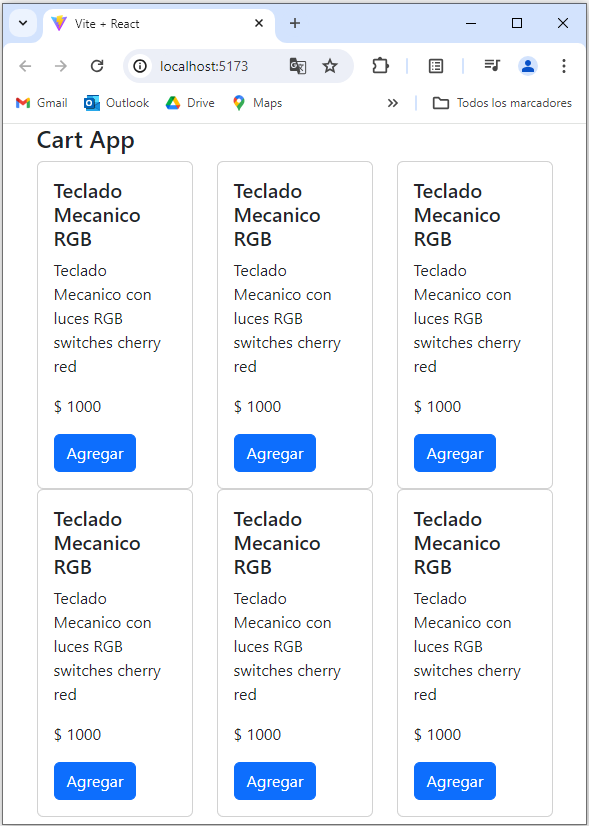 Vite + React
localhost:5173
Gmail Outlook Drive Maps Todos los marcadores
Cart App
Teclado
Mecanico
RGB
Teclado
Mecanico con
luces RGB
switches cherry
red
$ 1000
Agregar
Teclado
Mecanico
RGB
Teclado
Mecanico con
luces RGB
switches cherry
red
$ 1000
Agregar
Teclado
Mecanico
RGB
Teclado
Mecanico con
luces RGB
switches cherry
red
$ 1000
Agregar
Teclado
Mecanico
RGB
Teclado
Mecanico con
luces RGB
switches cherry
red
$ 1000
Agregar
Teclado
Mecanico
RGB
Teclado
Mecanico con
luces RGB
switches cherry
red
$ 1000
Agregar
Teclado
Mecanico
RGB
Teclado
Mecanico con
luces RGB
switches cherry
red
$ 1000
Agregar